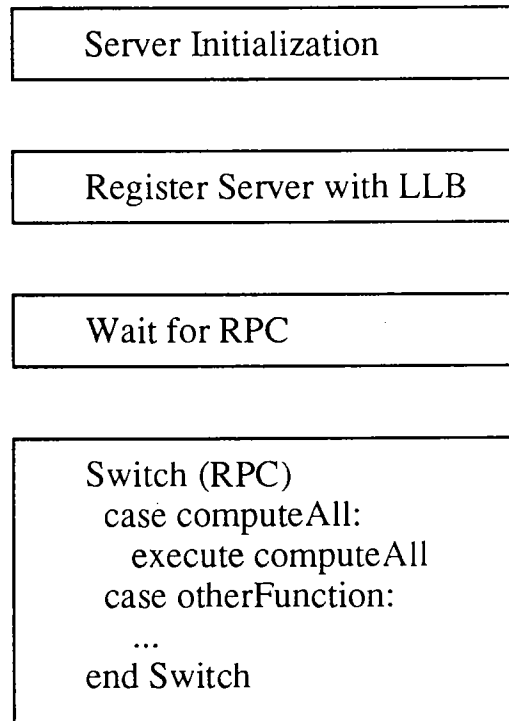 Server Initialization
Register Server with LLB
Wait for RPC
Switch (RPC)
case computeAll:
execute computeAll
case otherFunction:
...
end Switch